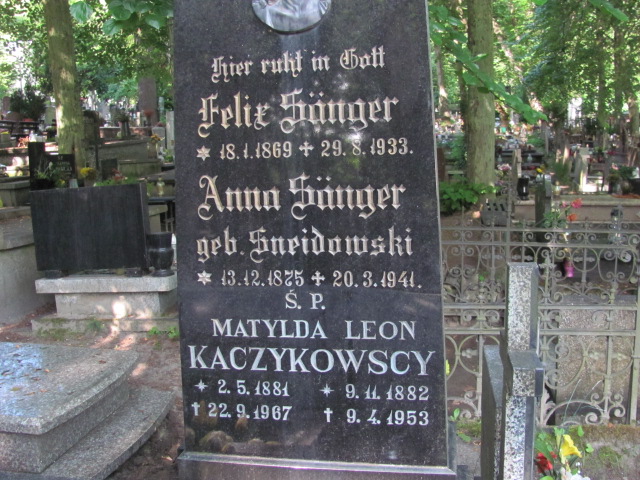 Hier ruht in Gott
Felix Sänger
* 18.1.1869 ✝ 29.8.1933.
Anna Sänger
geb. Sneidowski
* 13.12.1875 ✝ 20.3.1941.
Ś. P.
MATYLDA LEON
KACZYKOWSCY
* 2.5.1881 * 9.11.1882
† 22.9.1967 † 9.4.1953